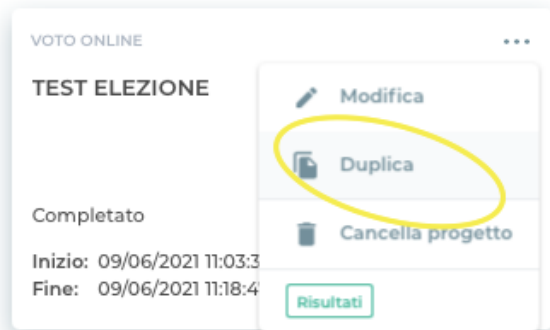 VOTO ONLINE
TEST ELEZIONE
Modifica
Duplica
Cancella progetto
Completato
Inizio: 09/06/2021 11:03:3
Fine: 09/06/2021 11:18:4
Risultati